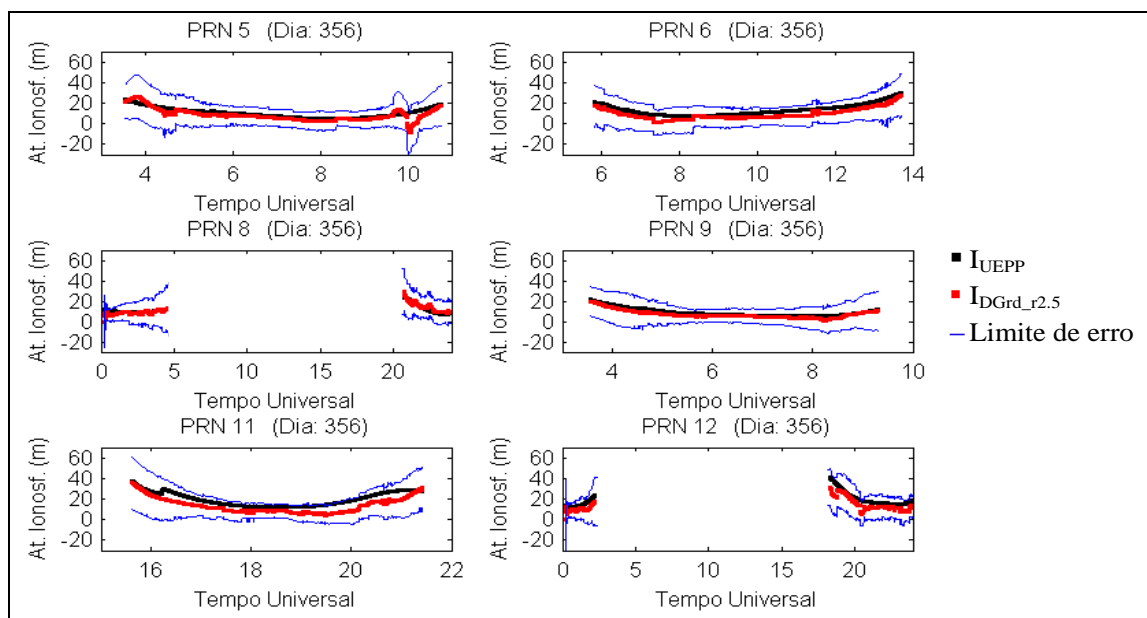 PRN 5 (Dia: 356)
At. Ionosf. (m)
60
40
20
0
-20
4
6
8
10
Tempo Universal
PRN 6 (Dia: 356)
At. Ionosf. (m)
60
40
20
0
-20
6
8
10
12
14
Tempo Universal
PRN 8 (Dia: 356)
At. Ionosf. (m)
60
40
20
0
-20
0
5
10
15
20
Tempo Universal
PRN 9 (Dia: 356)
At. Ionosf. (m)
60
40
20
0
-20
4
6
8
10
Tempo Universal
PRN 11 (Dia: 356)
At. Ionosf. (m)
60
40
20
0
-20
16
18
20
22
Tempo Universal
PRN 12 (Dia: 356)
At. Ionosf. (m)
60
40
20
0
-20
0
5
10
15
20
Tempo Universal
I_UEPP
I_DGrd_r2.5
Limite de erro